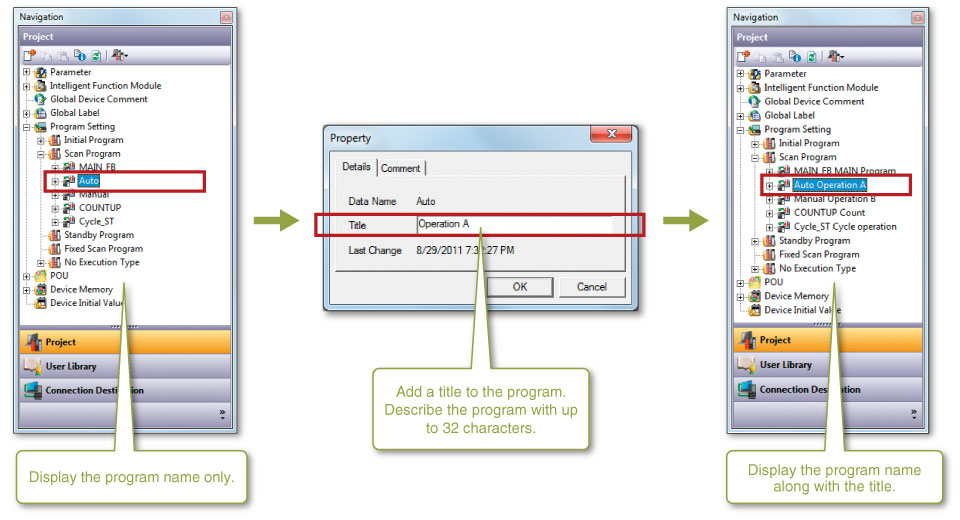 Navigation
Project
Parameter
Intelligent Function Module
Global Device Comment
Global Label
Program Setting
Initial Program
Scan Program
MAIN_FB
Auto
Manual
COUNTUP
Cycle_ST
Standby Program
Fixed Scan Program
No Execution Type
POU
Device Memory
Device Initial Value
Project
User Library
Connection Destination
»
Display the program name only.
Property
Details
Comment
Data Name Auto
Title Operation A
Last Change 8/29/2011 7:32:27 PM
OK Cancel
Add a title to the program.
Describe the program with up
to 32 characters.
Navigation
Project
Parameter
Intelligent Function Module
Global Device Comment
Global Label
Program Setting
Initial Program
Scan Program
MAIN_FB MAIN Program
Auto Operation A
Manual Operation B
COUNTUP Count
Cycle_ST Cycle operation
Standby Program
Fixed Scan Program
No Execution Type
POU
Device Memory
Device Initial Value
Project
User Library
Connection Destination
»
Display the program name
along with the title.